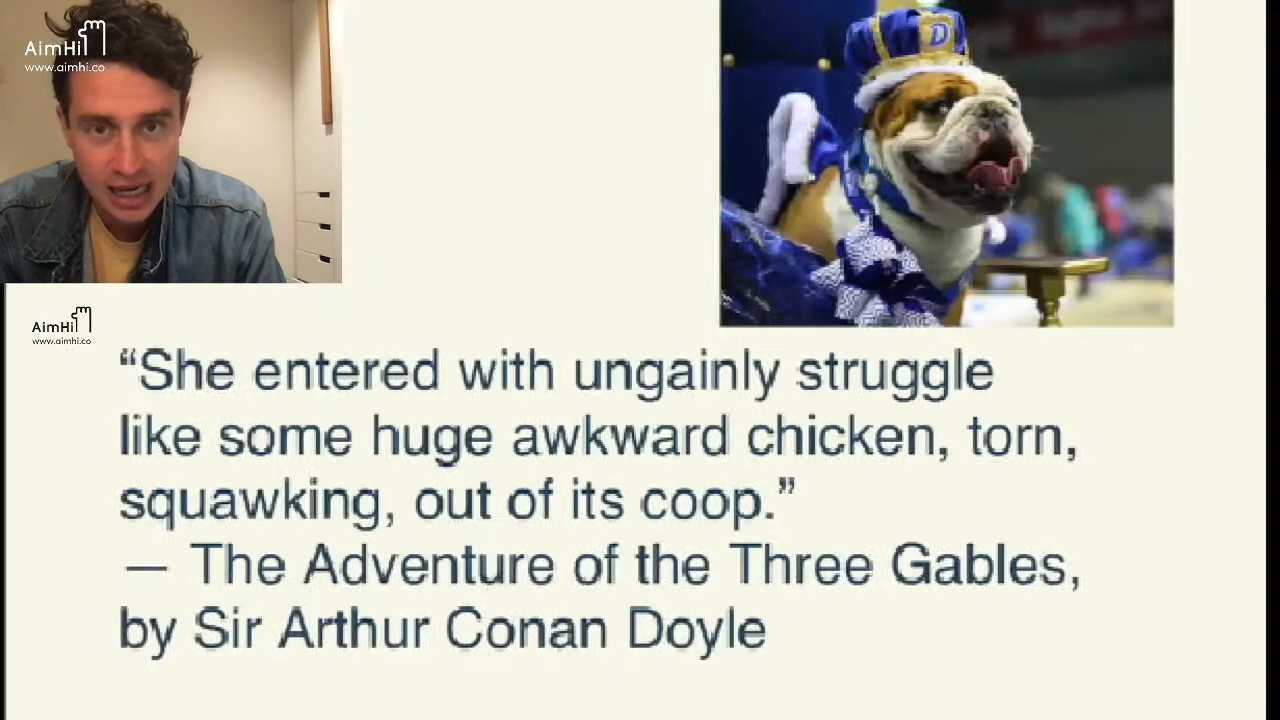 AimHi
www.aimhi.co
D
AimHi
www.aimhi.co
“She entered with ungainly struggle
like some huge awkward chicken, torn,
squawking, out of its coop.”
— The Adventure of the Three Gables,
by Sir Arthur Conan Doyle